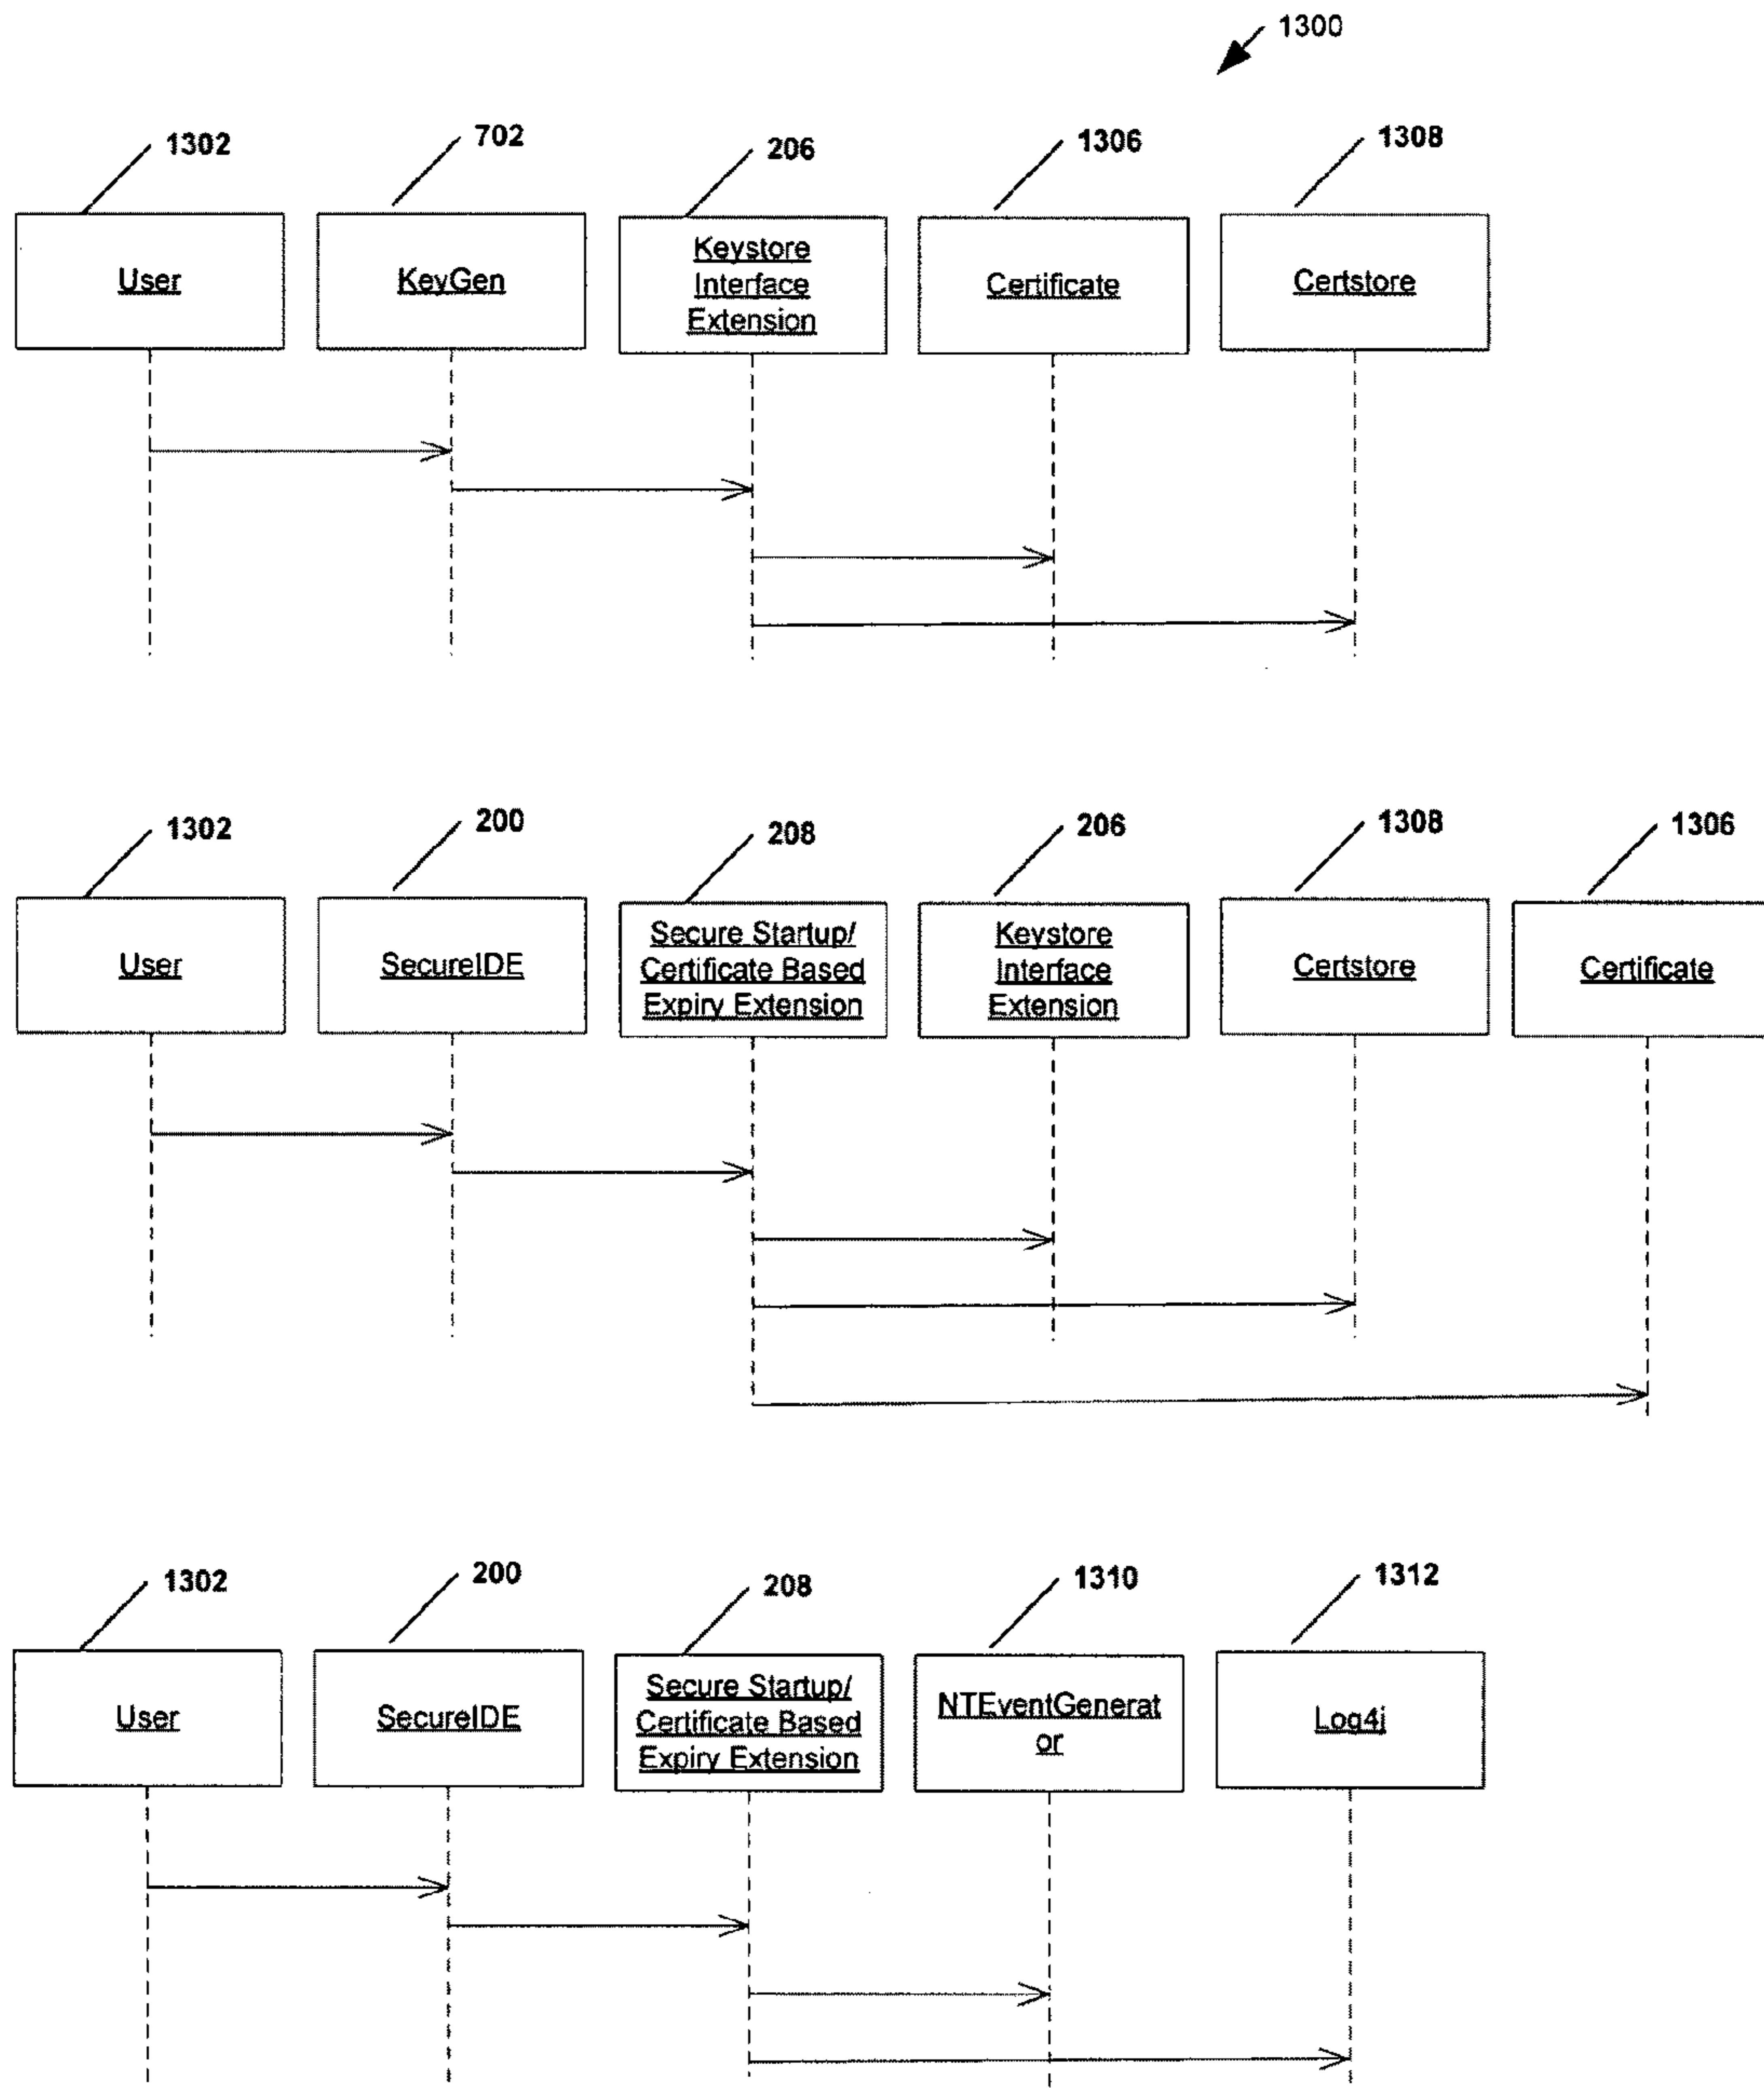 1300
1302
702
206
1306
1308
User
KeyGen
Keystore
Interface
Extension
Certificate
Certstore
1302
200
208
206
1308
1306
User
SecureIDE
Secure Startup/
Certificate Based
Expiry Extension
Keystore
Interface
Extension
Certstore
Certificate
1302
200
208
1310
1312
User
SecureIDE
Secure Startup/
Certificate Based
Expiry Extension
NTEventGenerat
or
Log4j